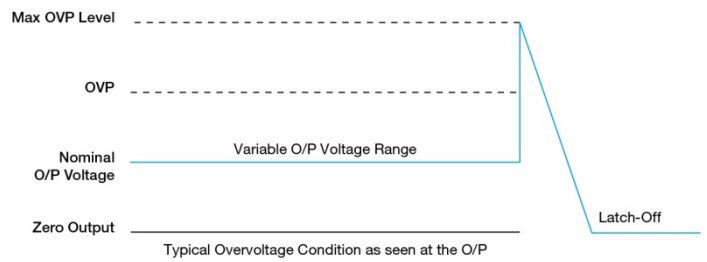 Max OVP Level
OVP
Variable O/P Voltage Range
Nominal
O/P Voltage
Latch-Off
Zero Output
Typical Overvoltage Condition as seen at the O/P